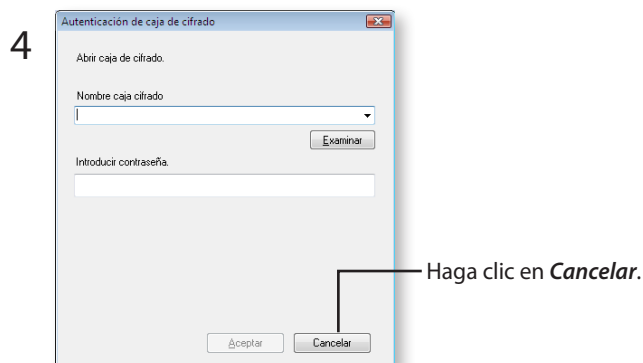 4
Autenticación de caja de cifrado
Abrir caja de cifrado.
Nombre caja cifrado
Examinar
Introducir contraseña.
Haga clic en Cancelar.
Aceptar Cancelar